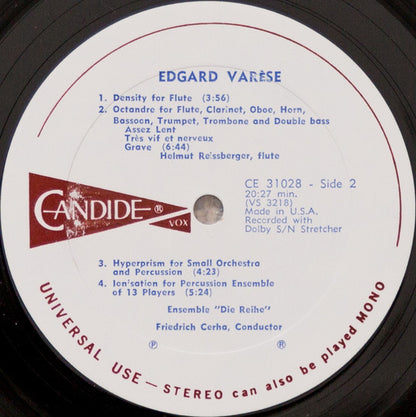 EDGARD VARÈSE
1. Density for Flute (3:56)
2. Octandre for Flute, Clarinet, Oboe, Horn,
Bassoon, Trumpet, Trombone and Double bass
Assez Lent
Très vif et nerveux
Grave (6:44)
Helmut Reissberger, flute
CANDIDE ®
VOX
CE 31028 - Side 2
20:27 min.
(VS 3218)
Made in U.S.A.
Recorded with
Dolby S/N Stretcher
3. Hyperprism for Small Orchestra
and Percussion (4:23)
4. Ionisation for Percussion Ensemble
of 13 Players (5:24)
Ensemble "Die Reihe"
Friedrich Cerha, Conductor
℗ ®
UNIVERSAL USE — STEREO can also be played MONO